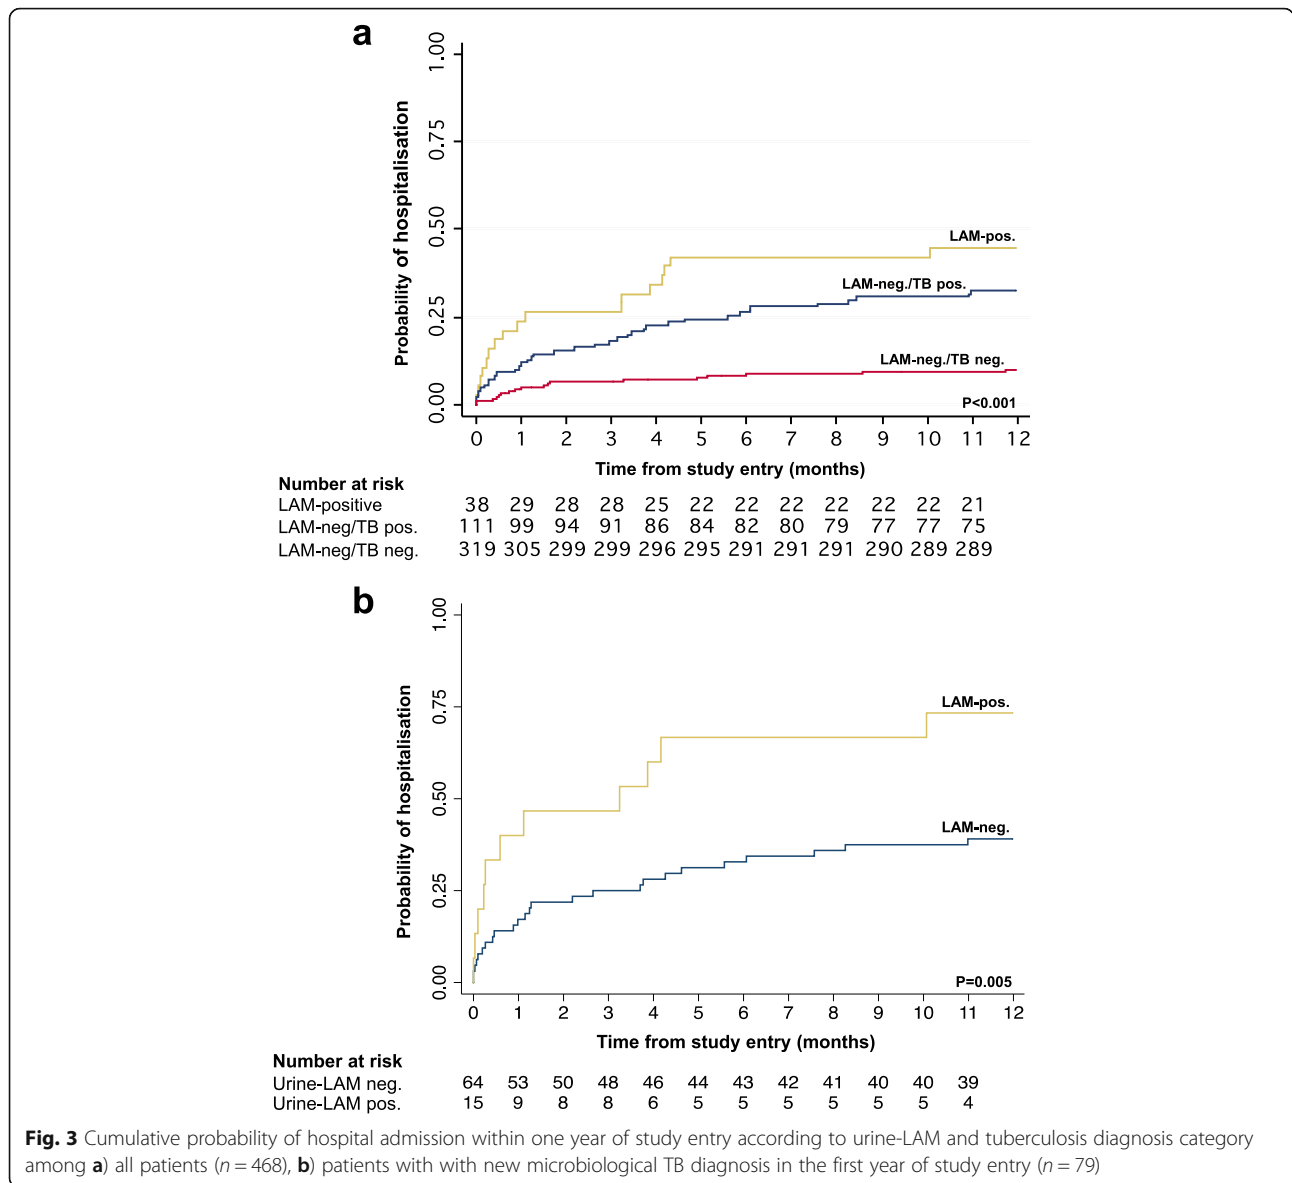 a
1.00
0.75
0.50
0.25
0.00
Probability of hospitalisation
LAM-pos.
LAM-neg./TB pos.
LAM-neg./TB neg.
P<0.001
0 1 2 3 4 5 6 7 8 9 10 11 12
Time from study entry (months)
Number at risk
LAM-positive 38 29 28 28 25 22 22 22 22 22 22 21
LAM-neg/TB pos. 111 99 94 91 86 84 82 80 79 77 77 75
LAM-neg/TB neg. 319 305 299 299 296 295 291 291 291 290 289 289
b
1.00
0.75
0.50
0.25
0.00
Probability of hospitalisation
LAM-pos.
LAM-neg.
P=0.005
0 1 2 3 4 5 6 7 8 9 10 11 12
Time from study entry (months)
Number at risk
Urine-LAM neg. 64 53 50 48 46 44 43 42 41 40 40 39
Urine-LAM pos. 15 9 8 8 6 5 5 5 5 5 5 4
Fig. 3 Cumulative probability of hospital admission within one year of study entry according to urine-LAM and tuberculosis diagnosis category
among a) all patients (n = 468), b) patients with with new microbiological TB diagnosis in the first year of study entry (n = 79)